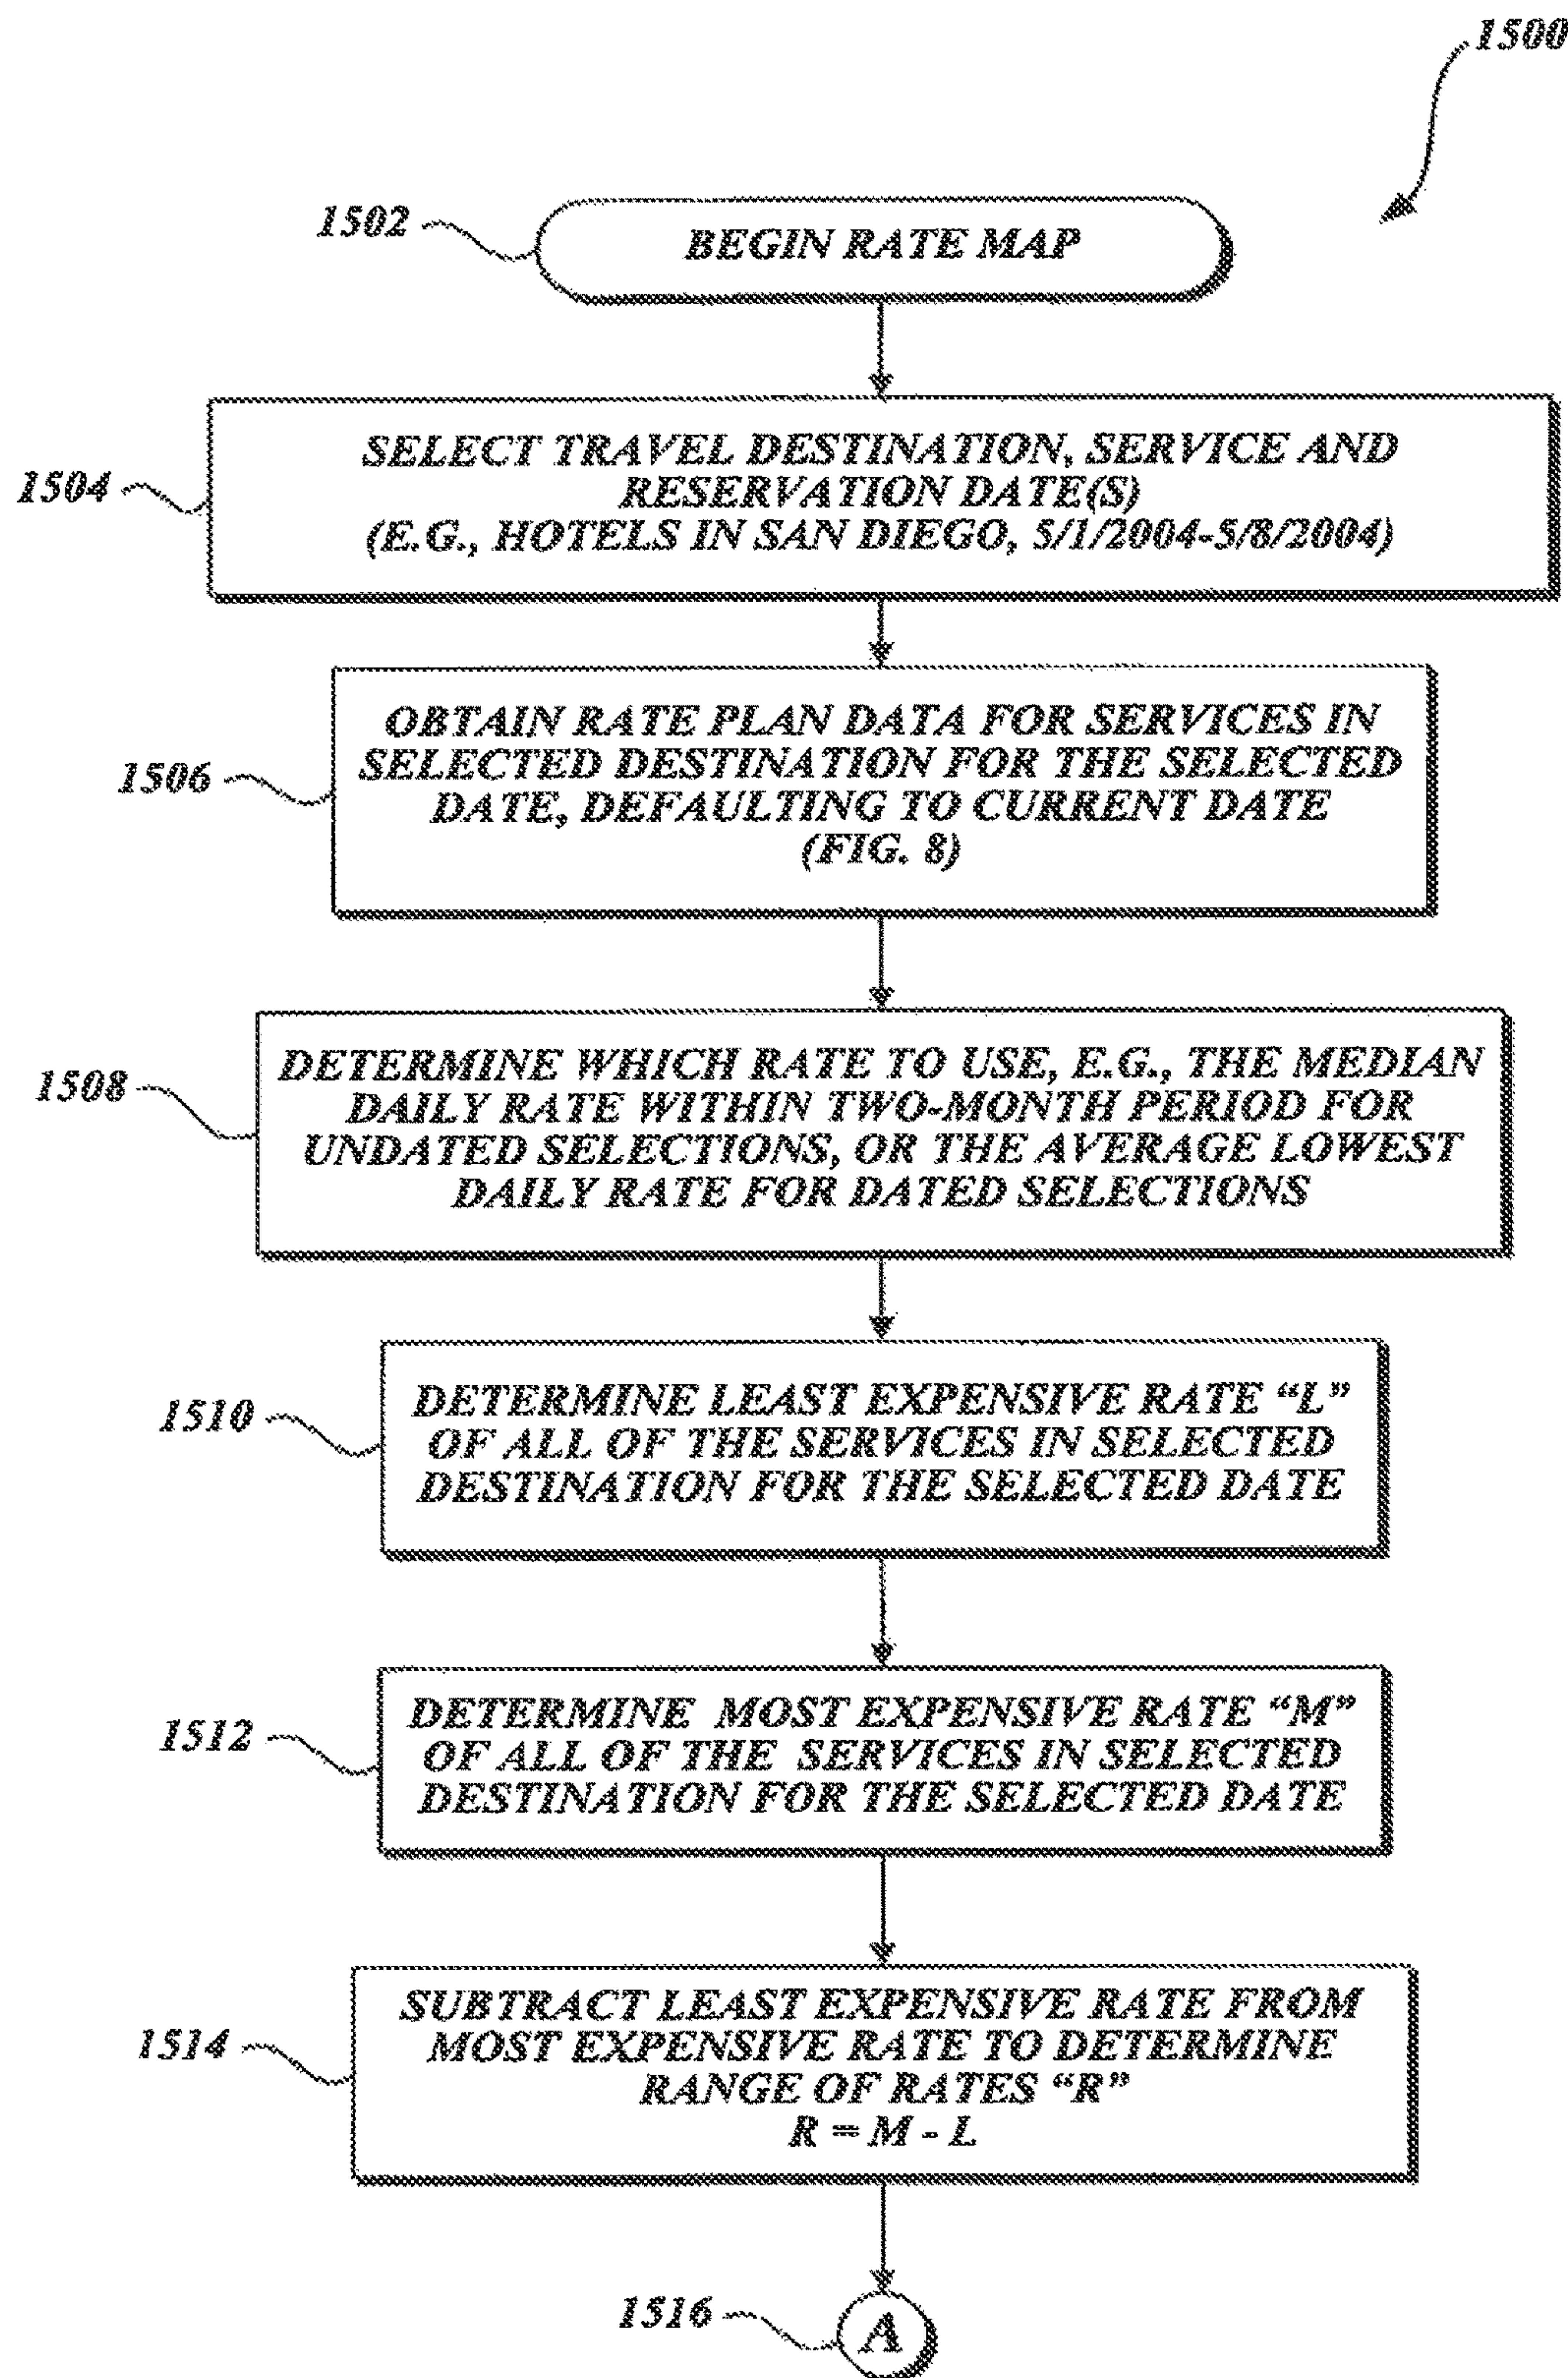 1500
1502
BEGIN RATE MAP
1504
SELECT TRAVEL DESTINATION, SERVICE AND
RESERVATION DATE(S)
(E.G., HOTELS IN SAN DIEGO, 5/1/2004-5/8/2004)
1506
OBTAIN RATE PLAN DATA FOR SERVICES IN
SELECTED DESTINATION FOR THE SELECTED
DATE, DEFAULTING TO CURRENT DATE
(FIG. 8)
1508
DETERMINE WHICH RATE TO USE, E.G., THE MEDIAN
DAILY RATE WITHIN TWO-MONTH PERIOD FOR
UNDATED SELECTIONS, OR THE AVERAGE LOWEST
DAILY RATE FOR DATED SELECTIONS
1510
DETERMINE LEAST EXPENSIVE RATE “L”
OF ALL OF THE SERVICES IN SELECTED
DESTINATION FOR THE SELECTED DATE
1512
DETERMINE MOST EXPENSIVE RATE “M”
OF ALL OF THE SERVICES IN SELECTED
DESTINATION FOR THE SELECTED DATE
1514
SUBTRACT LEAST EXPENSIVE RATE FROM
MOST EXPENSIVE RATE TO DETERMINE
RANGE OF RATES “R”
R = M - L
1516
A